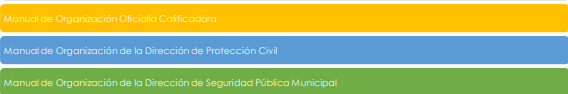 Manual de Organización Oficialía Calificadora
Manual de Organización de la Dirección de Protección Civil
Manual de Organización de la Dirección de Seguridad Pública Municipal